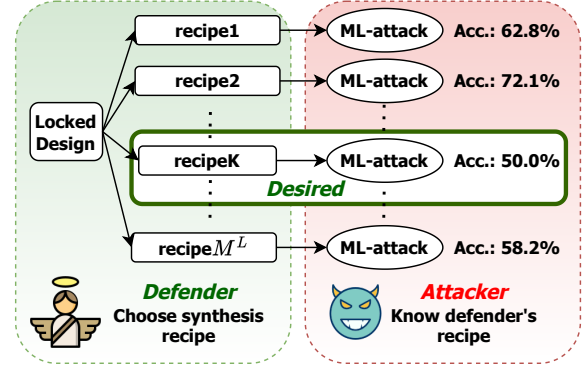 recipe1 ML-attack Acc.: 62.8%
recipe2 ML-attack Acc.: 72.1%
Locked
Design
recipeK ML-attack Acc.: 50.0%
Desired
recipe$M^L$ ML-attack Acc.: 58.2%
Defender Attacker
Choose synthesis Know defender's
recipe recipe